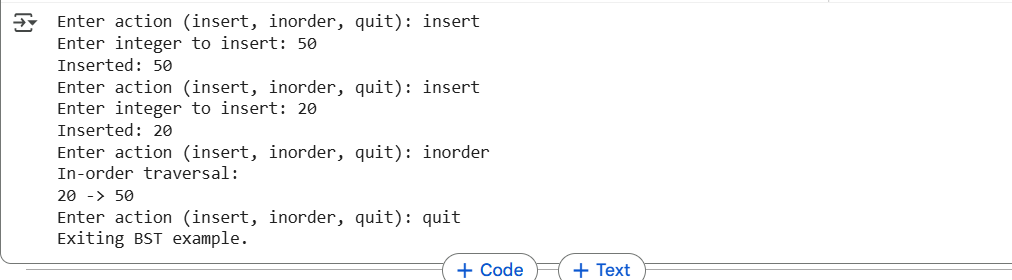 Enter action (insert, inorder, quit): insert
Enter integer to insert: 50
Inserted: 50
Enter action (insert, inorder, quit): insert
Enter integer to insert: 20
Inserted: 20
Enter action (insert, inorder, quit): inorder
In-order traversal:
20 -> 50
Enter action (insert, inorder, quit): quit
Exiting BST example.
+ Code + Text